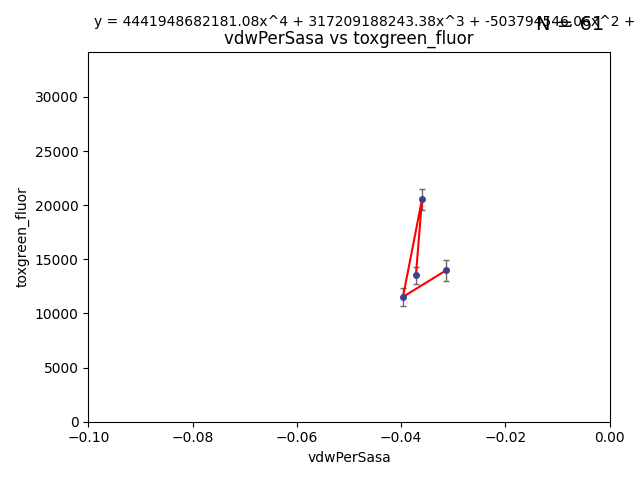 y = 4441948682181.08x^4 + 317209188243.38x^3 + -503794546.06x^2 +
N = 61
vdwPerSasa vs toxgreen_fluor
toxgreen_fluor
30000
25000
20000
15000
10000
5000
0
−0.10
−0.08
−0.06
−0.04
−0.02
0.00
vdwPerSasa